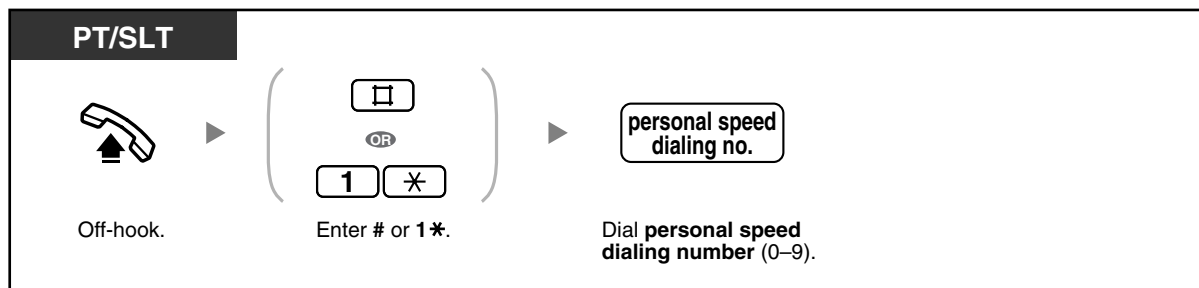 PT/SLT
#
OR
1 *
personal speed
dialing no.
Off-hook.
Enter # or 1*.
Dial personal speed
dialing number (0–9).